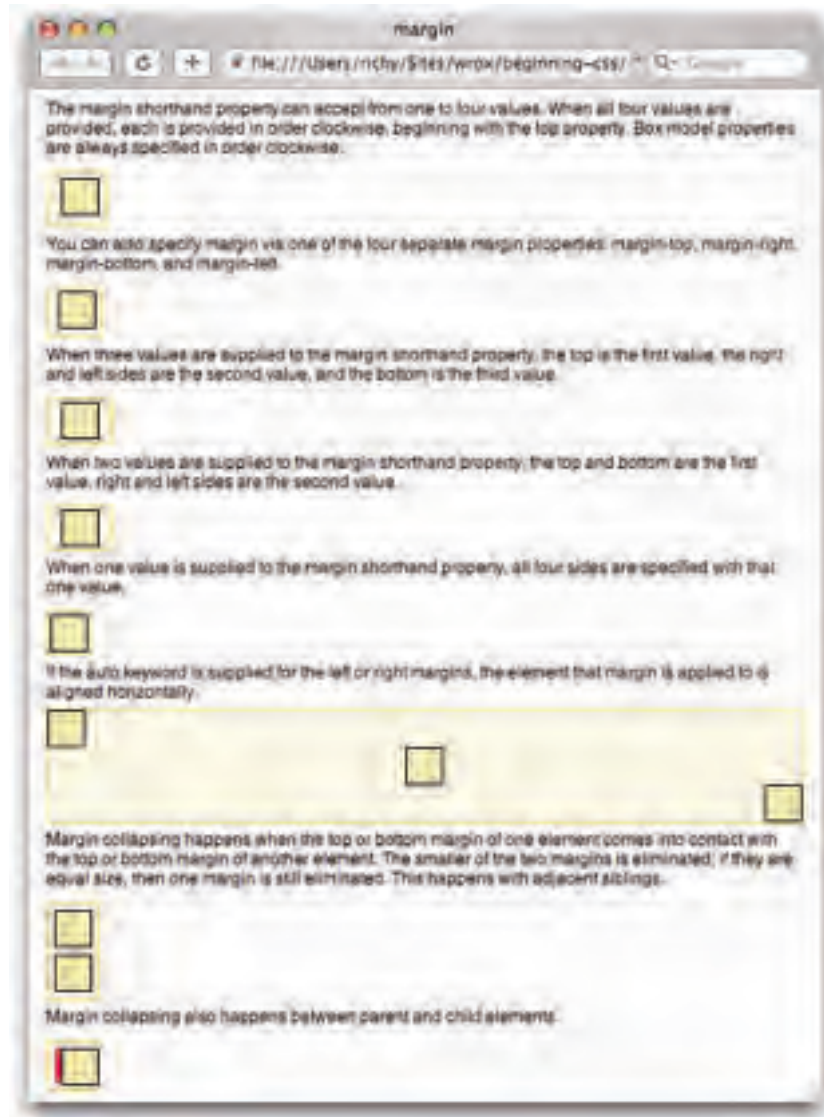 margin
file:///Users/richy/Sites/wrox/beginning-css/
The margin shorthand property can accept from one to four values. When all four values are
provided, each is provided in order clockwise, beginning with the top property. Box model properties
are always specified in order clockwise.
You can also specify margin via one of the four separate margin properties: margin-top, margin-right,
margin-bottom, and margin-left.
When three values are supplied to the margin shorthand property, the top is the first value, the right
and left sides are the second value, and the bottom is the third value.
When two values are supplied to the margin shorthand property, the top and bottom are the first
value, right and left sides are the second value.
When one value is supplied to the margin shorthand property, all four sides are specified with that
one value.
If the auto keyword is supplied for the left or right margins, the element that margin is applied to is
aligned horizontally.
Margin collapsing happens when the top or bottom margin of one element comes into contact with
the top or bottom margin of another element. The smaller of the two margins is eliminated, if they are
equal size, then one margin is still eliminated. This happens with adjacent siblings.
Margin collapsing also happens between parent and child elements.